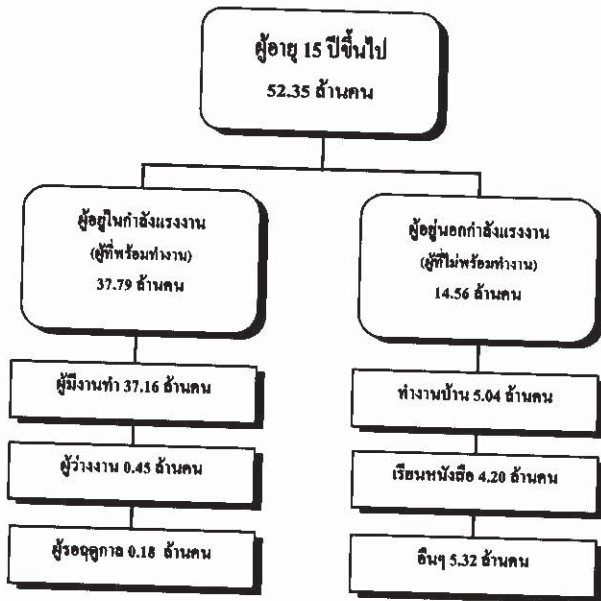 ผู้อายุ 15 ปีขึ้นไป
52.35 ล้านคน
ผู้อยู่ในกำลังแรงงาน
(ผู้ที่พร้อมทำงาน)
37.79 ล้านคน
ผู้มีงานทำ 37.16 ล้านคน
ผู้ว่างงาน 0.45 ล้านคน
ผู้รอฤดูกาล 0.18 ล้านคน
ผู้อยู่นอกกำลังแรงงาน
(ผู้ที่ไม่พร้อมทำงาน)
14.56 ล้านคน
ทำงานบ้าน 5.04 ล้านคน
เรียนหนังสือ 4.20 ล้านคน
อื่นๆ 5.32 ล้านคน